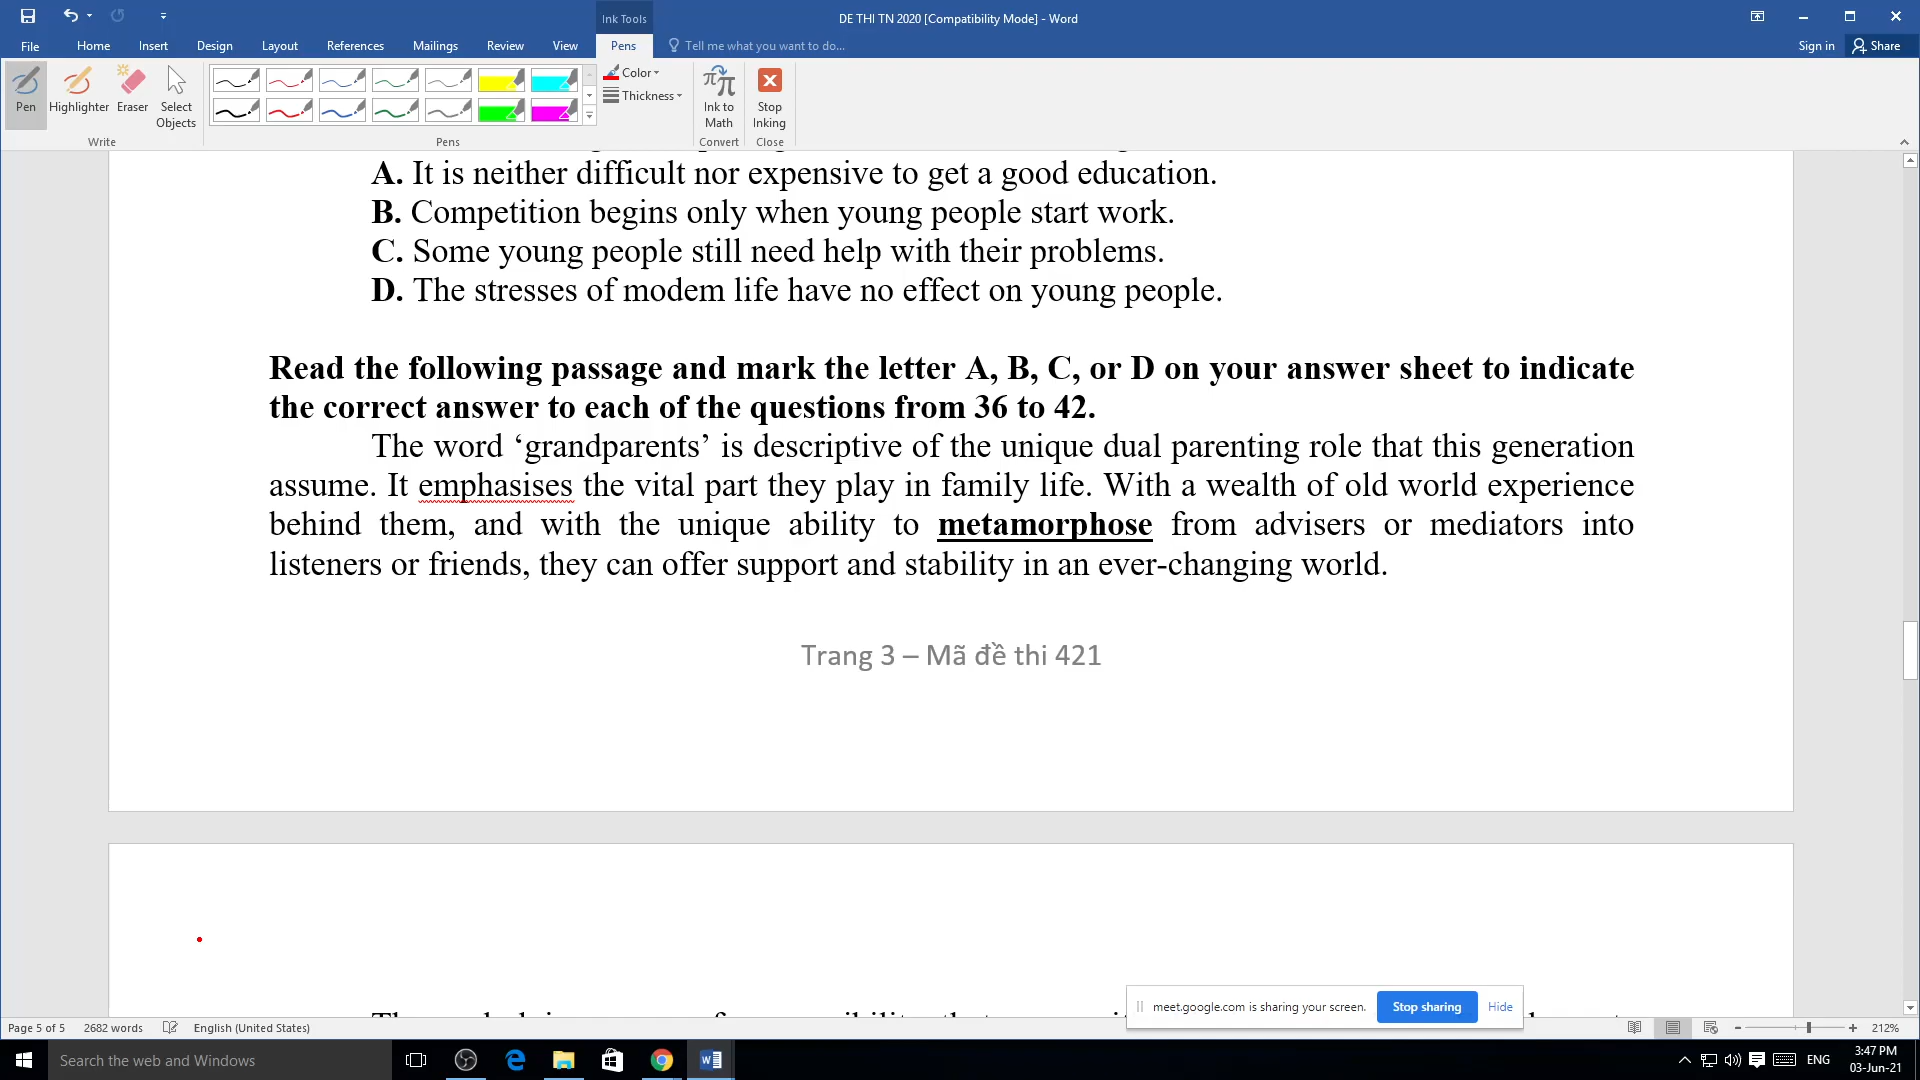 Ink Tools
DE THI TN 2020 [Compatibility Mode] - Word
File
Home
Insert
Design
Layout
References
Mailings
Review
View
Pens
Tell me what you want to do...
Sign in
Share
Pen
Highlighter
Eraser
Select
Objects
Color
Thickness
Ink to
Math
Stop
Inking
Write
Pens
Convert
Close
A. It is neither difficult nor expensive to get a good education.
B. Competition begins only when young people start work.
C. Some young people still need help with their problems.
D. The stresses of modem life have no effect on young people.
Read the following passage and mark the letter A, B, C, or D on your answer sheet to indicate
the correct answer to each of the questions from 36 to 42.
The word ‘grandparents’ is descriptive of the unique dual parenting role that this generation
assume. It emphasises the vital part they play in family life. With a wealth of old world experience
behind them, and with the unique ability to metamorphose from advisers or mediators into
listeners or friends, they can offer support and stability in an ever-changing world.
Trang 3 – Mã đề thi 421
meet.google.com is sharing your screen.
Stop sharing
Hide
Page 5 of 5
2682 words
English (United States)
212%
Search the web and Windows
ENG
3:47 PM
03-Jun-21